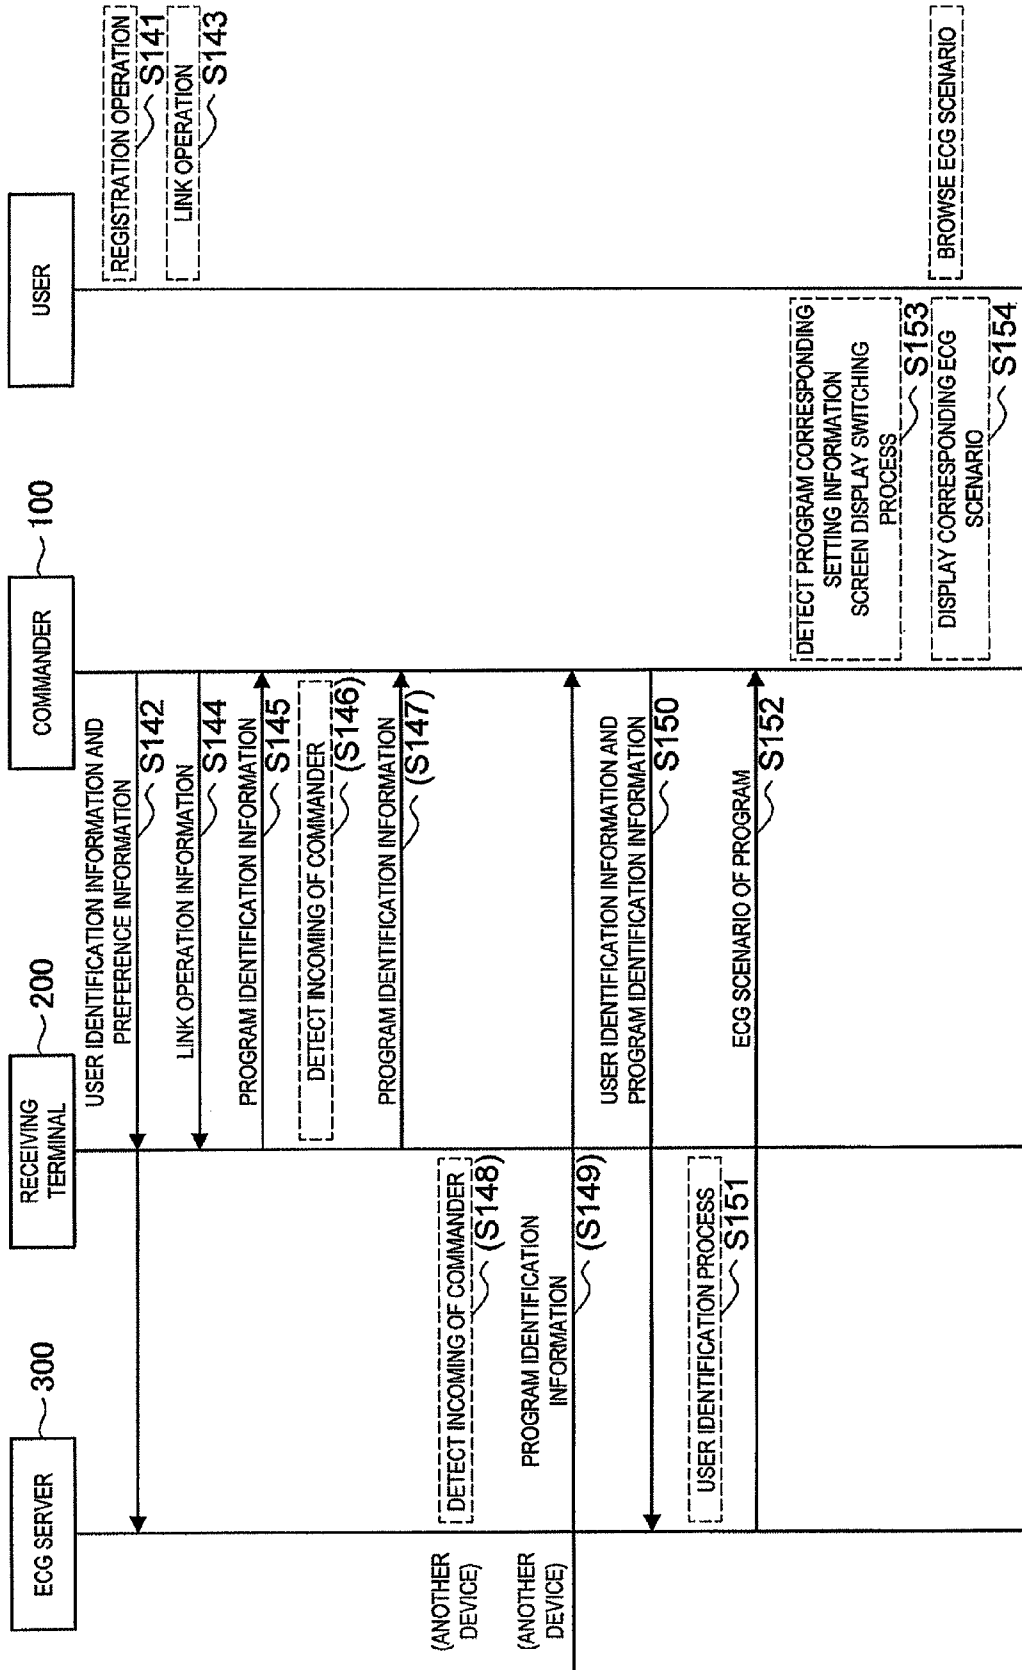 ECG SERVER
300
RECEIVING
TERMINAL
200
COMMANDER
100
USER
REGISTRATION OPERATION
S141
USER IDENTIFICATION INFORMATION AND
PREFERENCE INFORMATION
S142
LINK OPERATION
S143
LINK OPERATION INFORMATION
S144
PROGRAM IDENTIFICATION INFORMATION
S145
DETECT INCOMING OF COMMANDER
(S146)
PROGRAM IDENTIFICATION INFORMATION
(S147)
(ANOTHER
DEVICE)
DETECT INCOMING OF COMMANDER
(S148)
(ANOTHER
DEVICE)
PROGRAM IDENTIFICATION
INFORMATION
(S149)
USER IDENTIFICATION INFORMATION AND
PROGRAM IDENTIFICATION INFORMATION
S150
USER IDENTIFICATION PROCESS
S151
ECG SCENARIO OF PROGRAM
S152
DETECT PROGRAM CORRESPONDING
SETTING INFORMATION
SCREEN DISPLAY SWITCHING
PROCESS
S153
DISPLAY CORRESPONDING ECG
SCENARIO
S154
BROWSE ECG SCENARIO